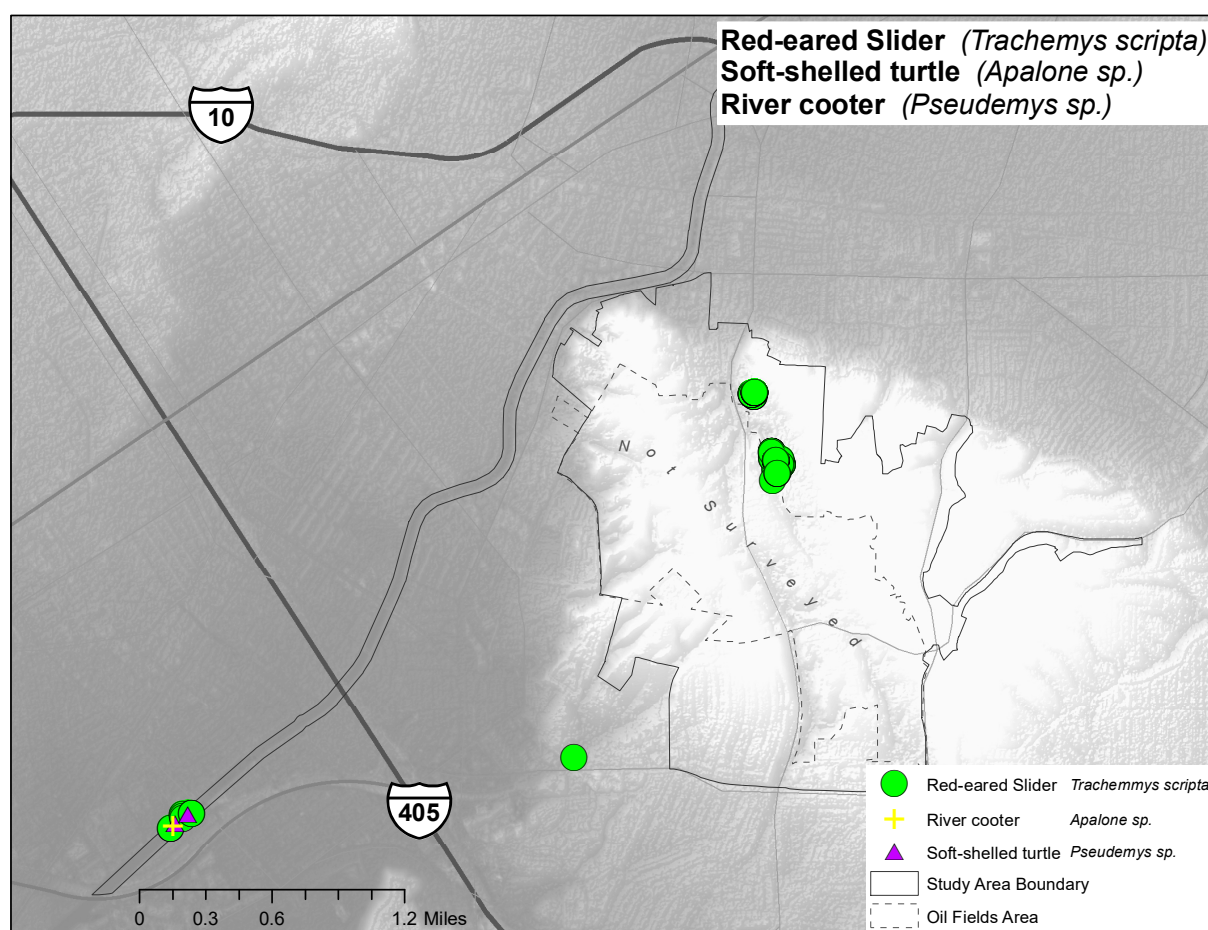 Red-eared Slider (Trachemys scripta)
Soft-shelled turtle (Apalone sp.)
River cooter (Pseudemys sp.)
10
Not Surveyed
405
Red-eared Slider Trachemmys scripta
River cooter Apalone sp.
Soft-shelled turtle Pseudemys sp.
Study Area Boundary
Oil Fields Area
0 0.3 0.6 1.2 Miles